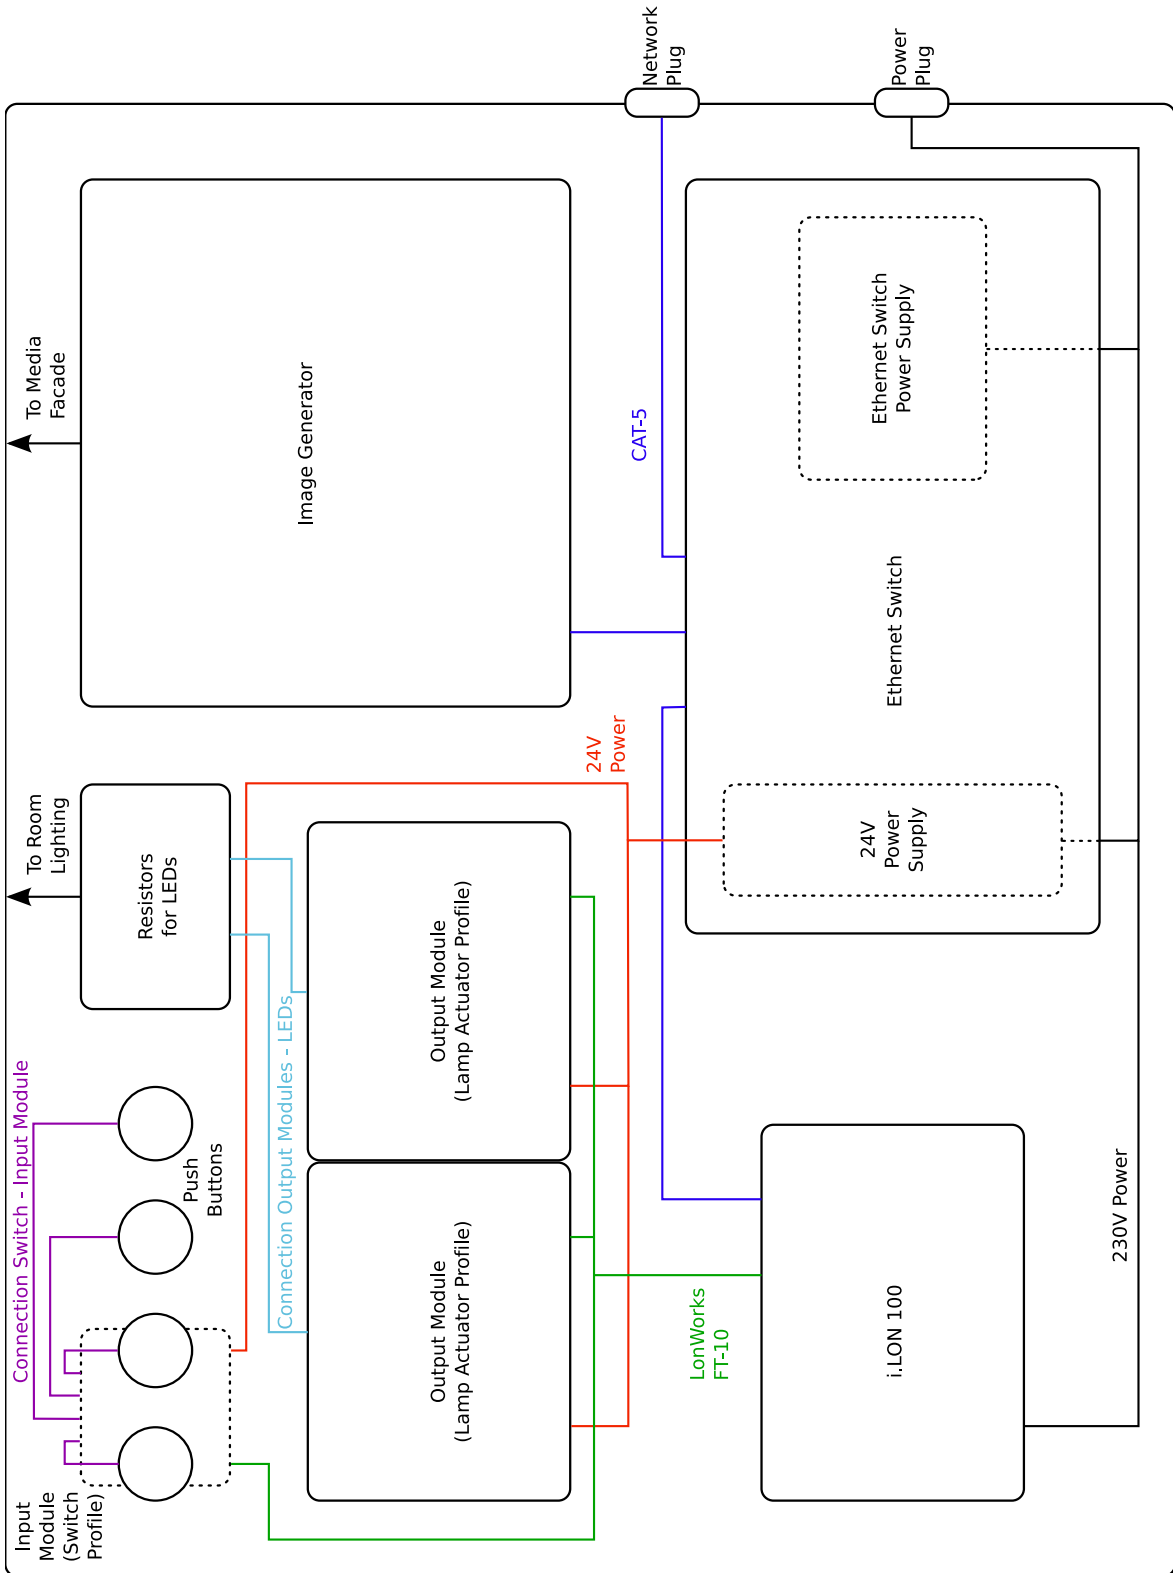 Network
Plug
Power
Plug
To Media
Facade
Image Generator
CAT-5
Ethernet Switch
Power Supply
Ethernet Switch
24V
Power
24V
Power
Supply
To Room
Lighting
Resistors
for LEDs
Output Module
(Lamp Actuator Profile)
Connection Output Modules - LEDs
Connection Switch - Input Module
Push
Buttons
Output Module
(Lamp Actuator Profile)
LonWorks
FT-10
i.LON 100
230V Power
Input
Module
(Switch
Profile)